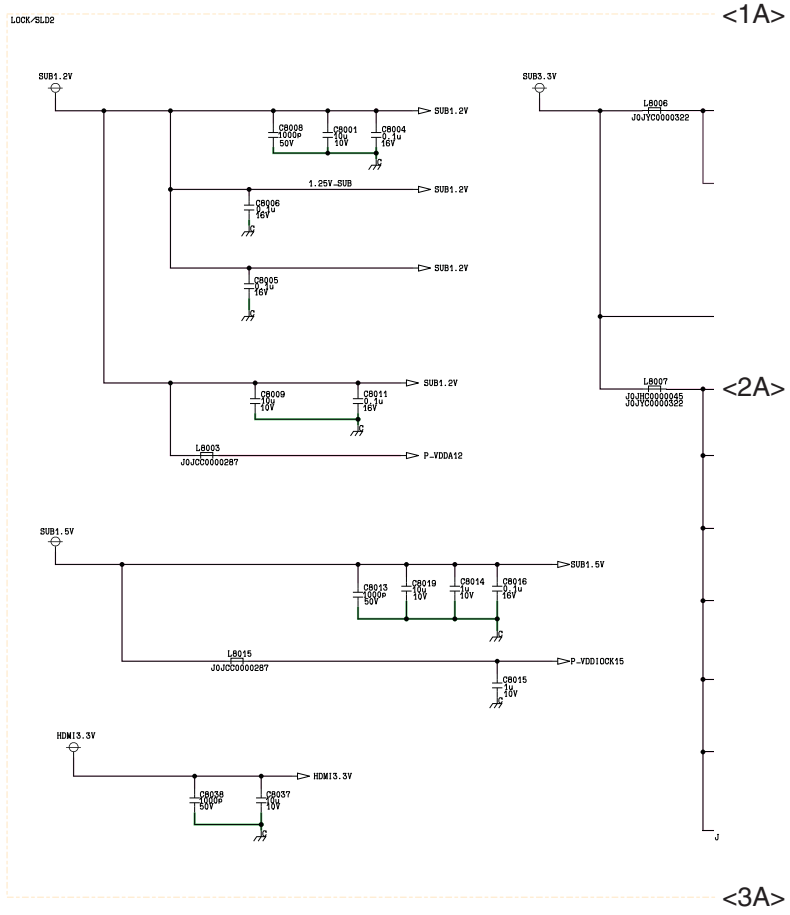 <1A>
LOCK/SLD2
SUB1.2V
SUB3.3V
L8006
J0JYC0000322
SUB1.2V
C8008
1000p
50V
C8001
10u
10V
C8004
0.1u
16V
G
1.25V_SUB
SUB1.2V
C8006
0.1u
16V
G
SUB1.2V
C8005
0.1u
16V
G
SUB1.2V
C8009
10u
10V
C8011
0.1u
16V
G
L8007
J0JHC0000045
J0JYC0000322
<2A>
L8003
J0JCC0000287
P_VDDA12
SUB1.5V
SUB1.5V
C8013
1000p
50V
C8019
10u
10V
C8014
1u
10V
C8016
0.1u
16V
G
L8015
J0JCC0000287
P_VDDIOCK15
C8015
1u
10V
G
HDMI3.3V
HDMI3.3V
C8038
1000p
50V
C8037
10u
10V
G
J
<3A>